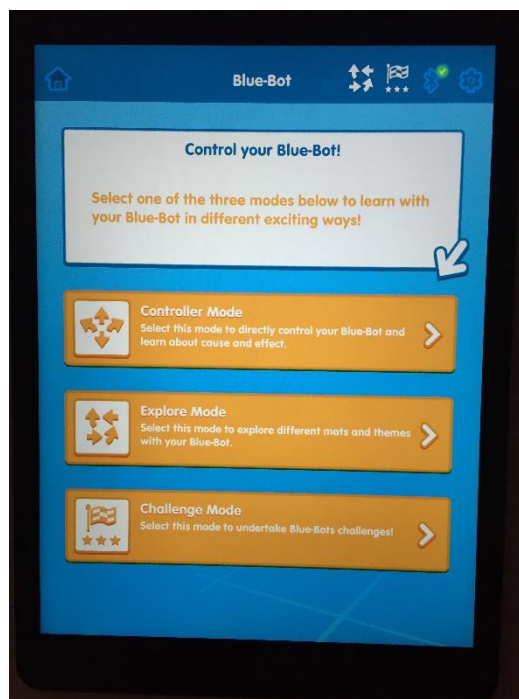 Blue-Bot
Control your Blue-Bot!
Select one of the three modes below to learn with
your Blue-Bot in different exciting ways!
Controller Mode
Select this mode to directly control your Blue-Bot and
learn about cause and effect.
Explore Mode
Select this mode to explore different mats and themes
with your Blue-Bot.
Challenge Mode
Select this mode to undertake Blue-Bots challenges!